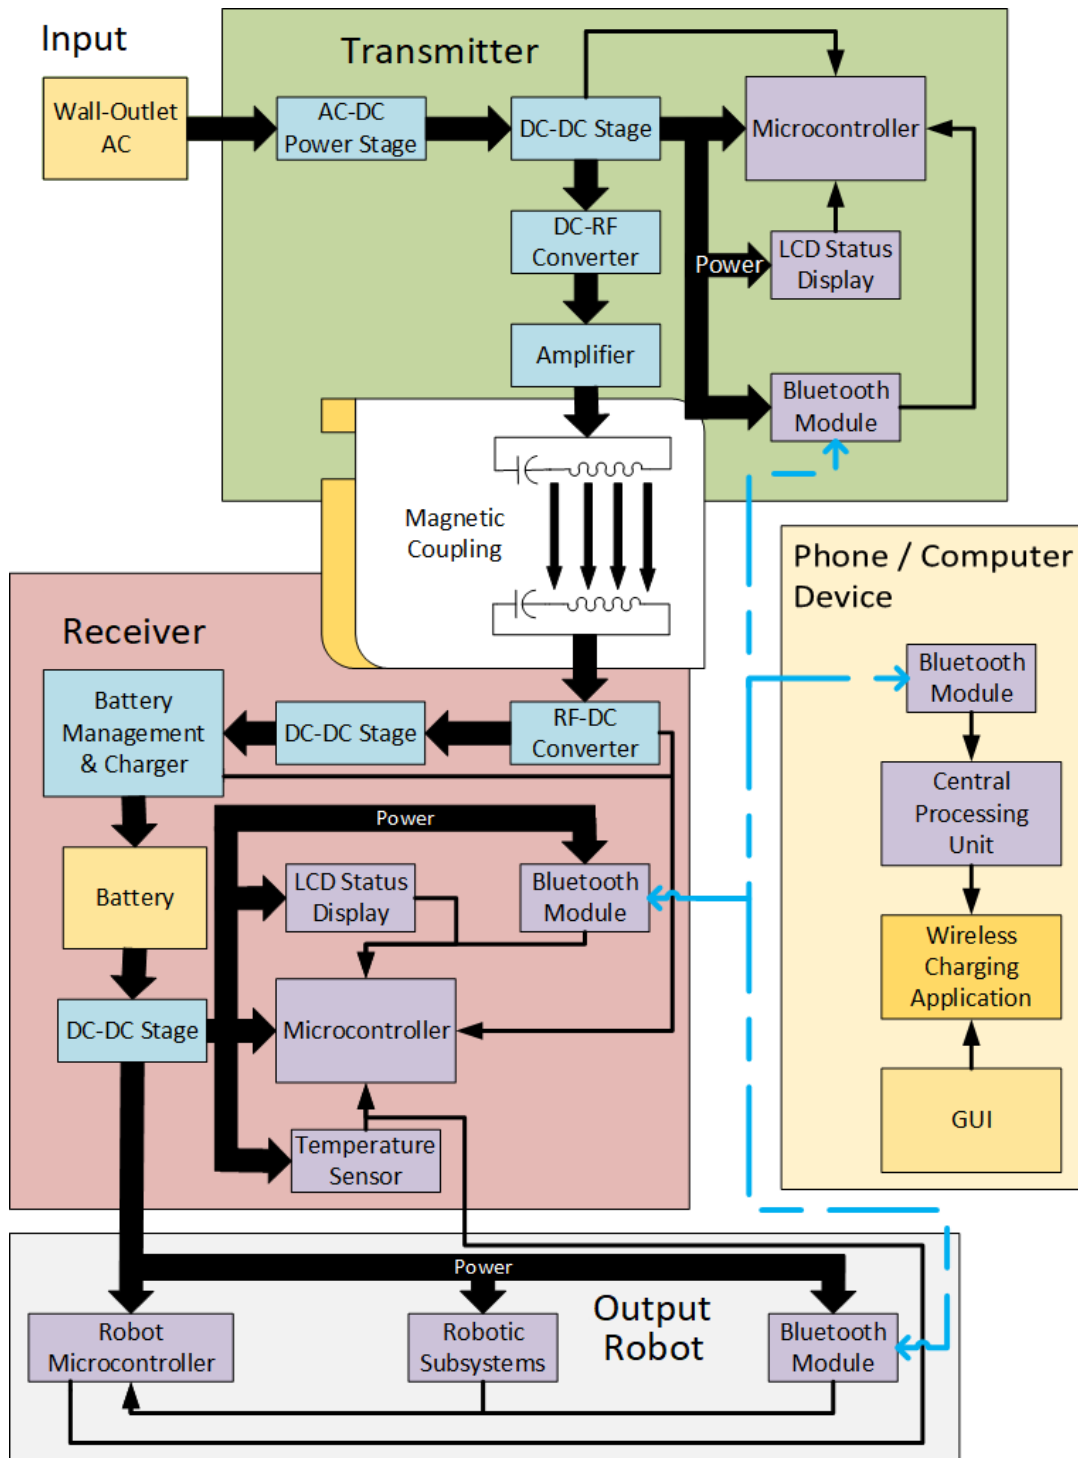 Input
Transmitter
Wall-Outlet
AC
AC-DC
Power Stage
DC-DC Stage
Microcontroller
DC-RF
Converter
Power
LCD Status
Display
Amplifier
Bluetooth
Module
Magnetic
Coupling
Phone / Computer
Device
Bluetooth
Module
Central
Processing
Unit
Wireless
Charging
Application
GUI
Receiver
Battery
Management
& Charger
DC-DC Stage
RF-DC
Converter
Power
Battery
LCD Status
Display
Bluetooth
Module
DC-DC Stage
Microcontroller
Temperature
Sensor
Power
Output
Robot
Robot
Microcontroller
Robotic
Subsystems
Bluetooth
Module